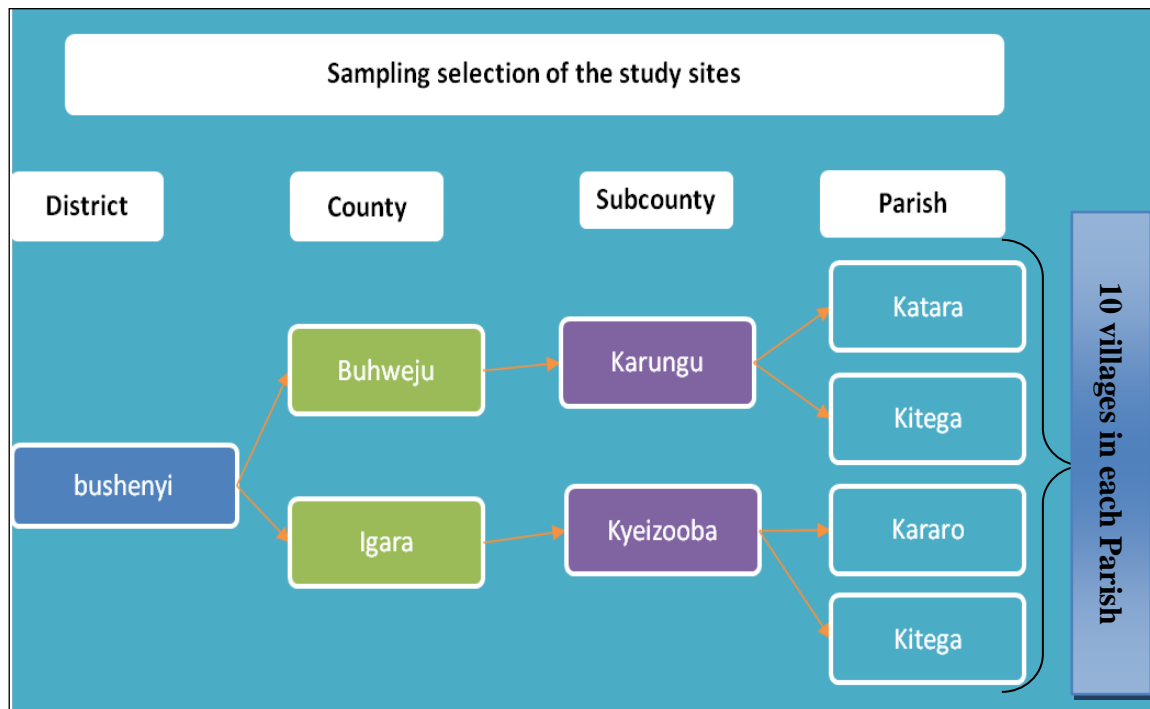 Sampling selection of the study sites
District
County
Subcounty
Parish
bushenyi
Buhweju
Igara
Karungu
Kyeizooba
Katara
Kitega
Kararo
Kitega
10 villages in each Parish